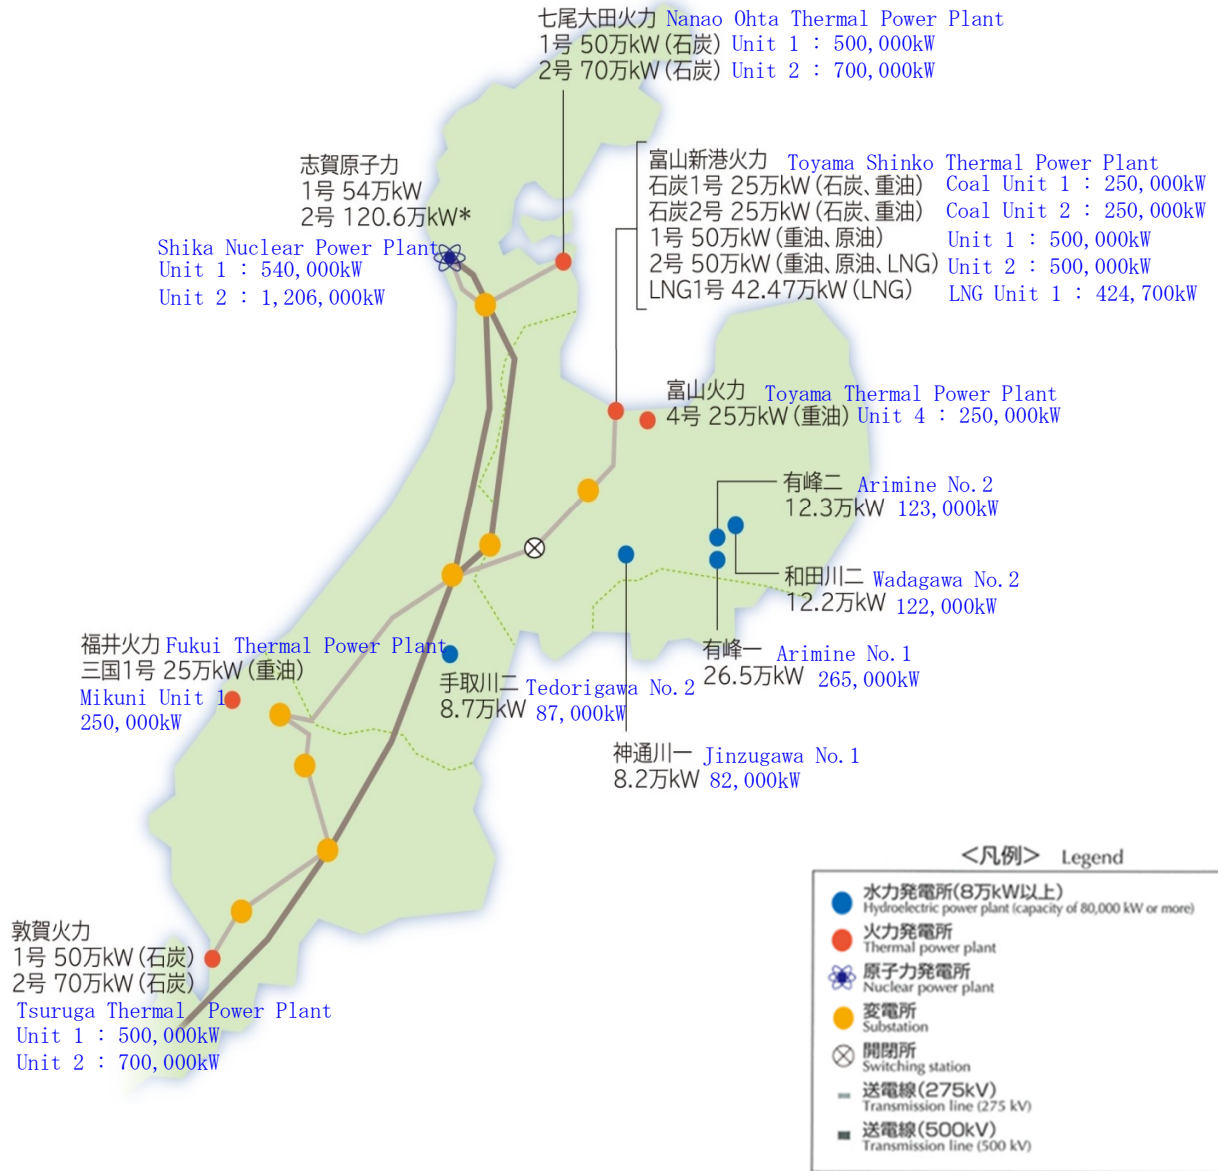 七尾大田火力 Nanao Ohta Thermal Power Plant
1号 50万kW(石炭) Unit 1 : 500,000kW
2号 70万kW(石炭) Unit 2 : 700,000kW
富山新港火力 Toyama Shinko Thermal Power Plant
石炭1号 25万kW(石炭、重油) Coal Unit 1 : 250,000kW
石炭2号 25万kW(石炭、重油) Coal Unit 2 : 250,000kW
1号 50万kW(重油、原油) Unit 1 : 500,000kW
2号 50万kW(重油、原油、LNG) Unit 2 : 500,000kW
LNG1号 42.47万kW(LNG) LNG Unit 1 : 424,700kW
志賀原子力
1号 54万kW
2号 120.6万kW*
Shika Nuclear Power Plant
Unit 1 : 540,000kW
Unit 2 : 1,206,000kW
富山火力 Toyama Thermal Power Plant
4号 25万kW(重油) Unit 4 : 250,000kW
有峰二 Arimine No.2
12.3万kW 123,000kW
和田川二 Wadagawa No.2
12.2万kW 122,000kW
有峰一 Arimine No.1
26.5万kW 265,000kW
福井火力 Fukui Thermal Power Plant
三国1号 25万kW(重油)
Mikuni Unit 1
250,000kW
手取川二 Tedorigawa No.2
8.7万kW 87,000kW
神通川一 Jinzugawa No.1
8.2万kW 82,000kW
敦賀火力
1号 50万kW(石炭)
2号 70万kW(石炭)
Tsuruga Thermal Power Plant
Unit 1 : 500,000kW
Unit 2 : 700,000kW
<凡例> Legend
水力発電所(8万kW以上)
Hydroelectric power plant (capacity of 80,000 kW or more)
火力発電所
Thermal power plant
原子力発電所
Nuclear power plant
変電所
Substation
開閉所
Switching station
送電線(275kV)
Transmission line (275 kV)
送電線(500kV)
Transmission line (500 kV)